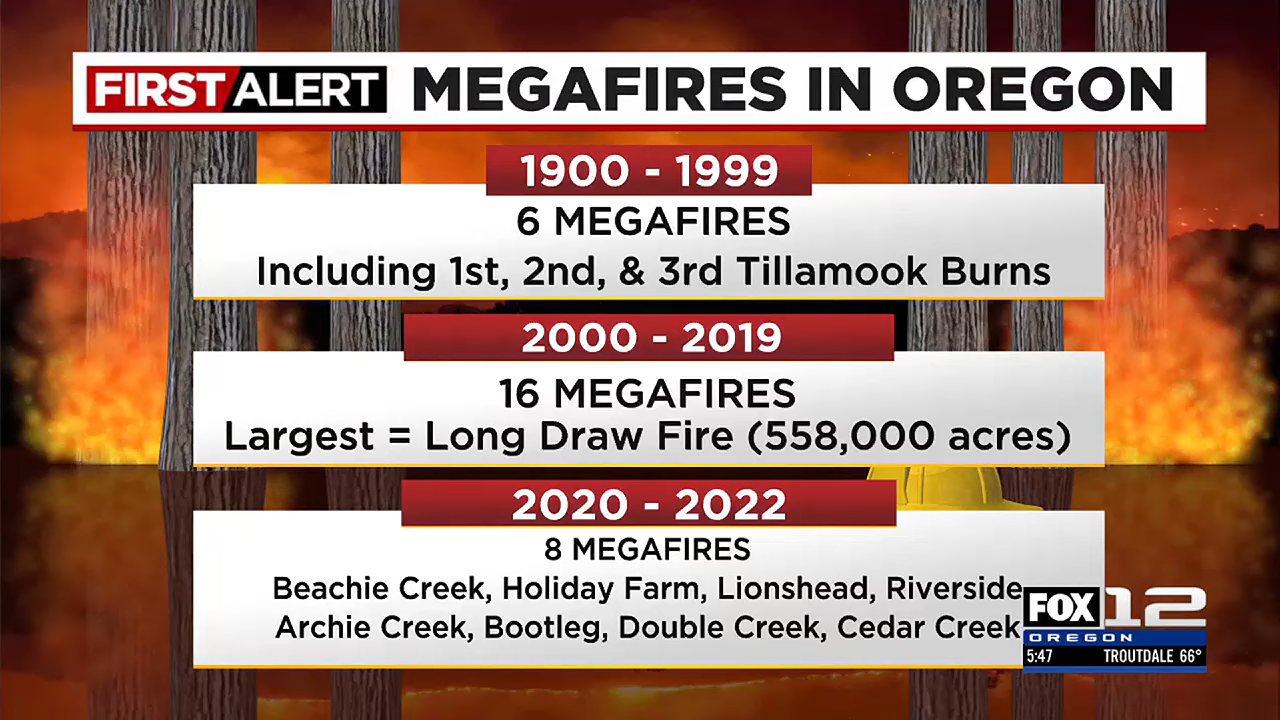 FIRST ALERT MEGAFIRES IN OREGON
1900 - 1999
6 MEGAFIRES
Including 1st, 2nd, & 3rd Tillamook Burns
2000 - 2019
16 MEGAFIRES
Largest = Long Draw Fire (558,000 acres)
2020 - 2022
8 MEGAFIRES
Beachie Creek, Holiday Farm, Lionshead, Riverside
Archie Creek, Bootleg, Double Creek, Cedar Creek
FOX 12
OREGON
5:47 TROUTDALE 66°